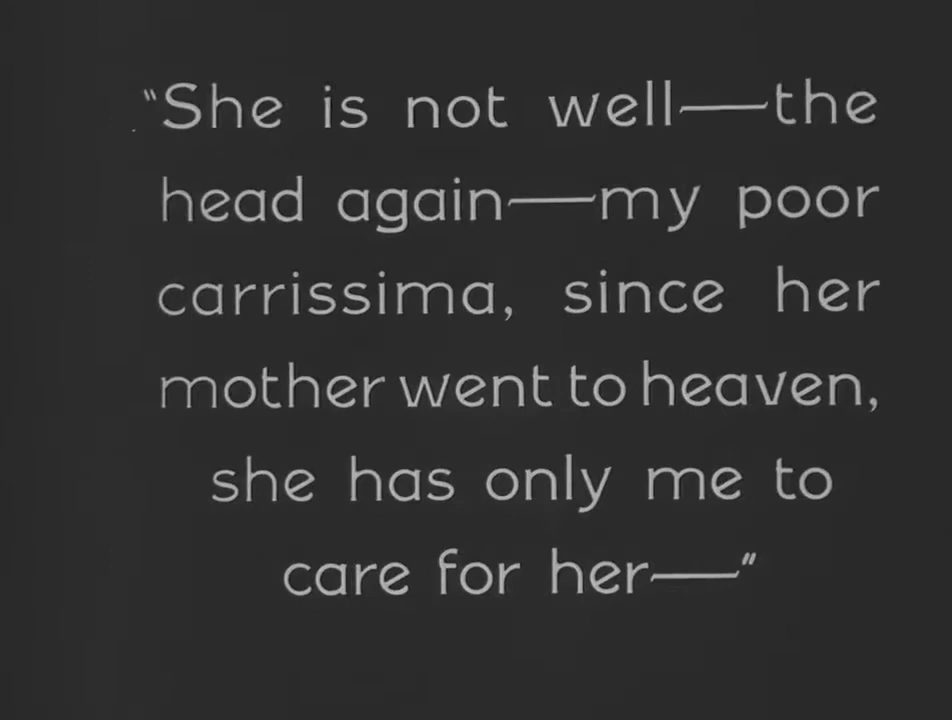 "She is not well—the
head again—my poor
carrissima, since her
mother went to heaven,
she has only me to
care for her—"